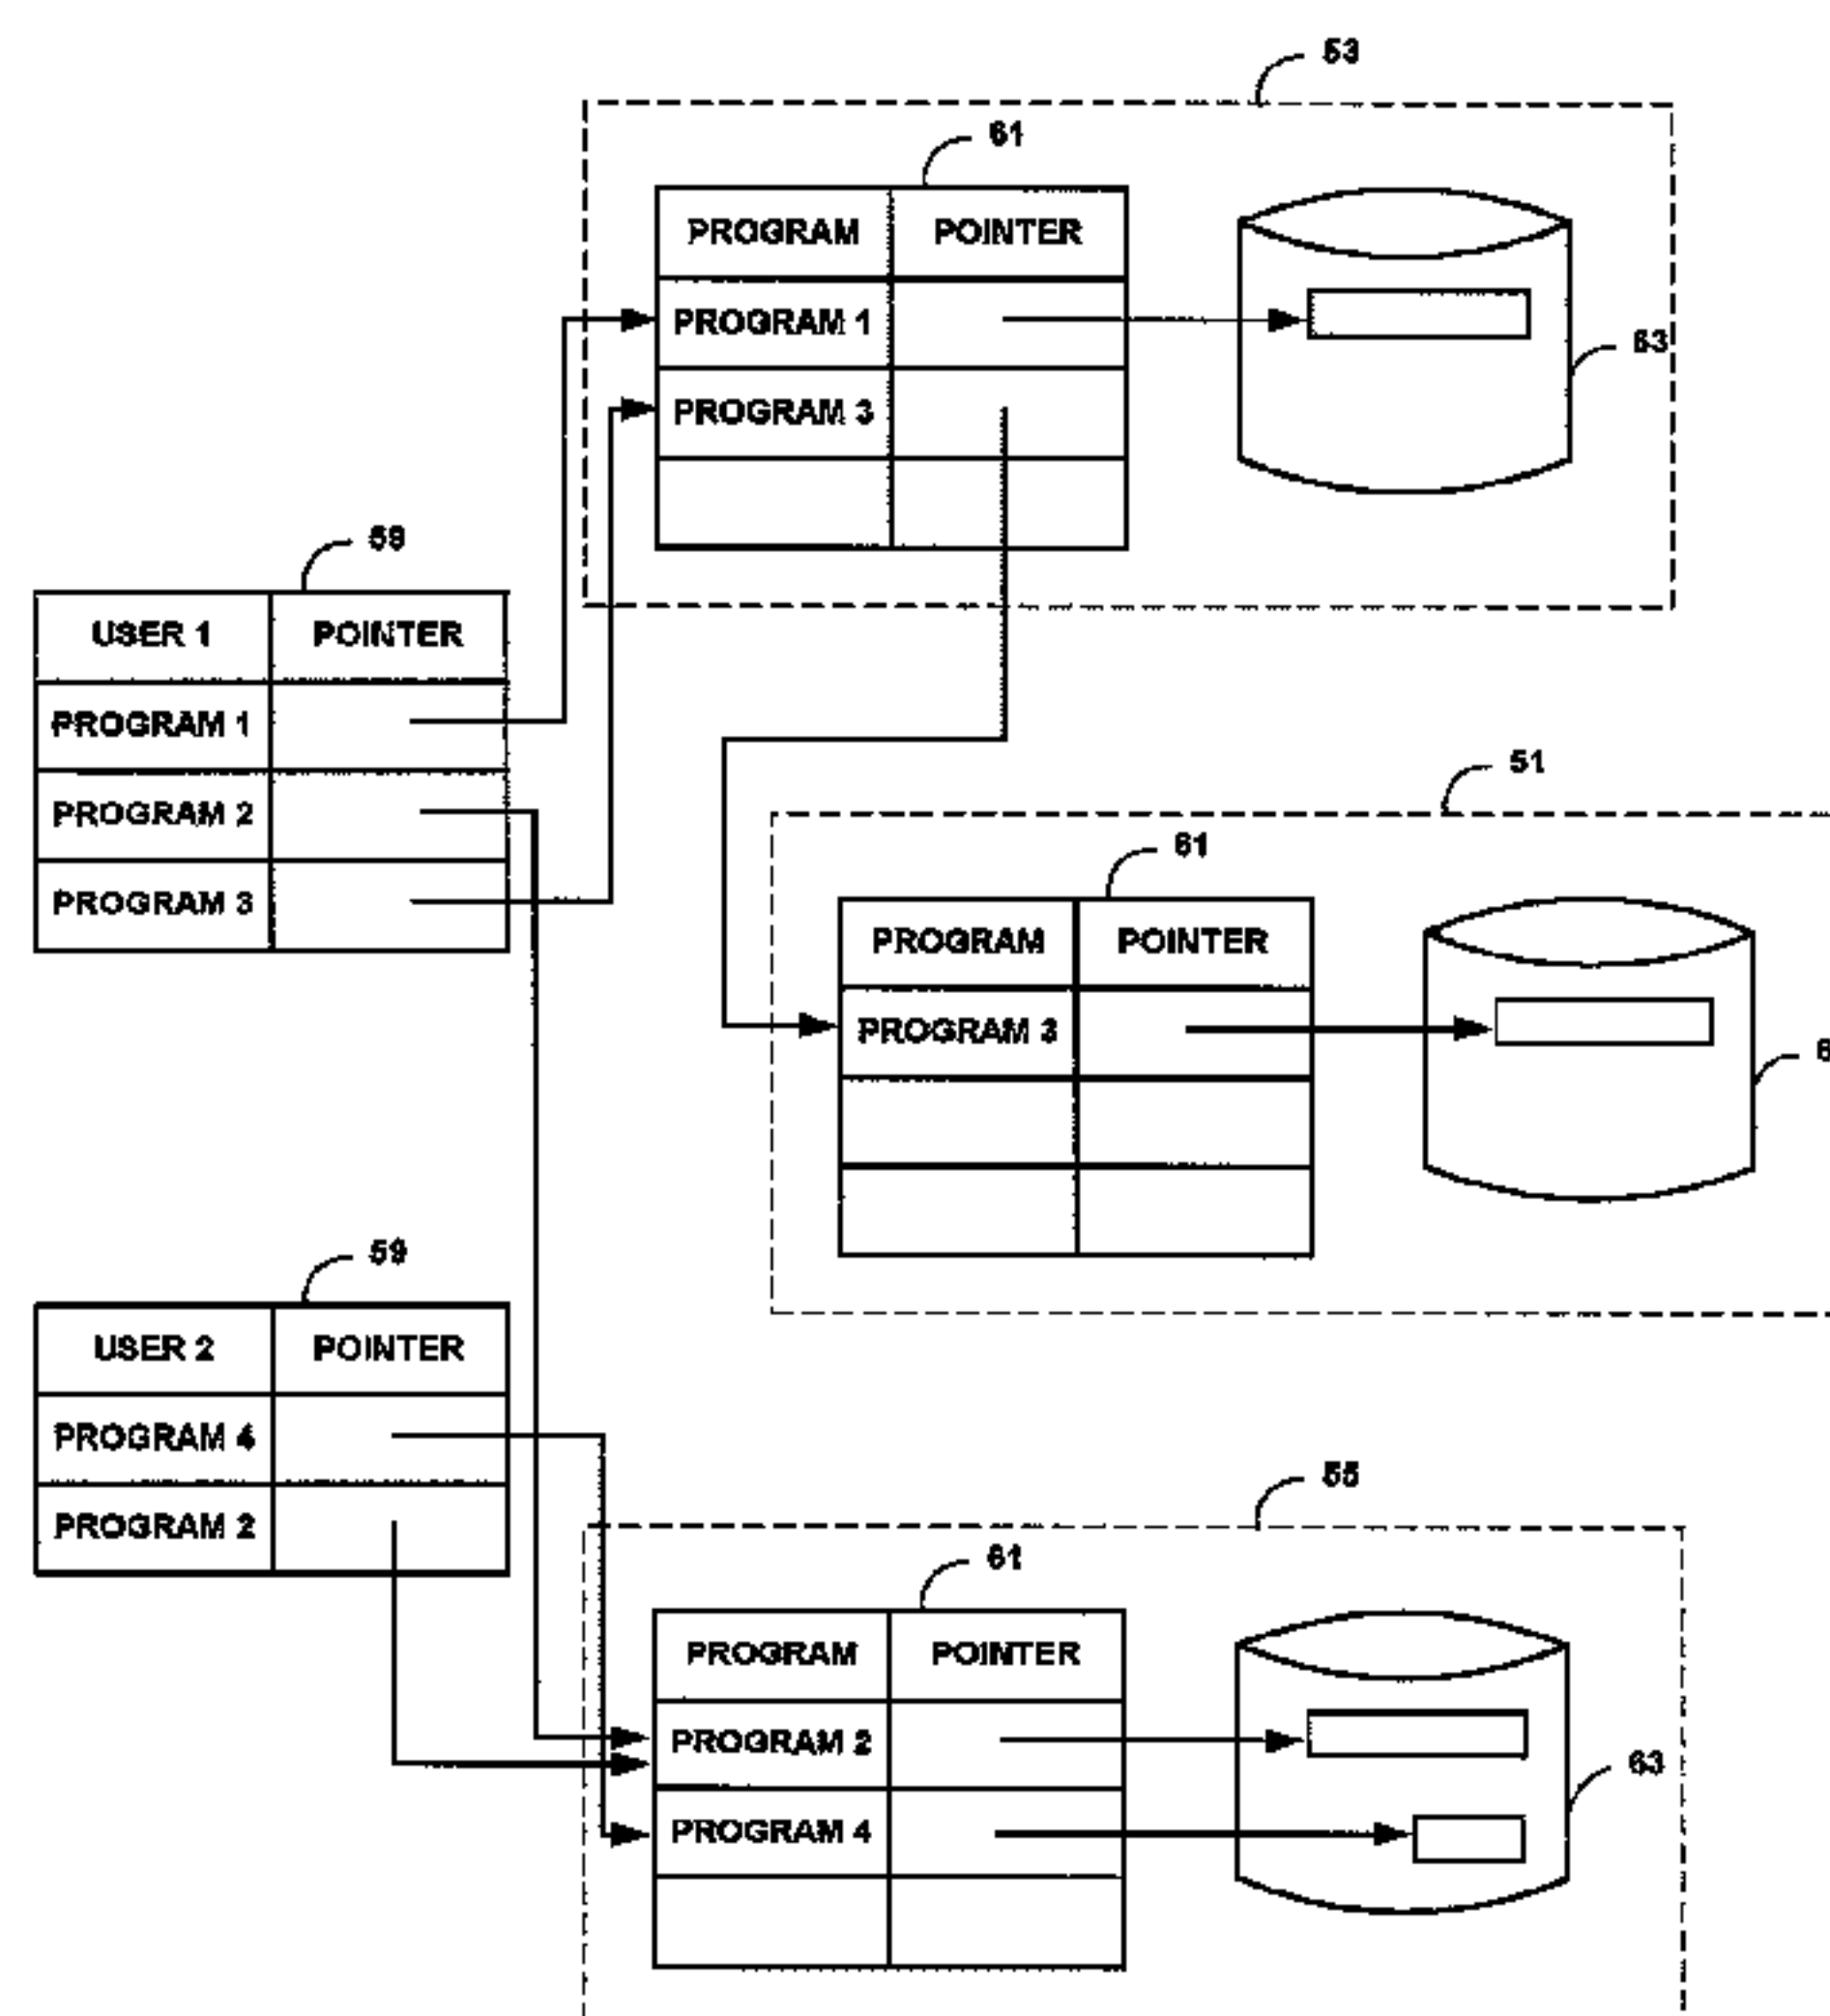 53
61
PROGRAM POINTER
PROGRAM 1
63
PROGRAM 3
59
USER 1 POINTER
PROGRAM 1
PROGRAM 2
PROGRAM 3
51
61
PROGRAM POINTER
PROGRAM 3
59
USER 2 POINTER
PROGRAM 4
PROGRAM 2
55
61
PROGRAM POINTER
PROGRAM 2
63
PROGRAM 4